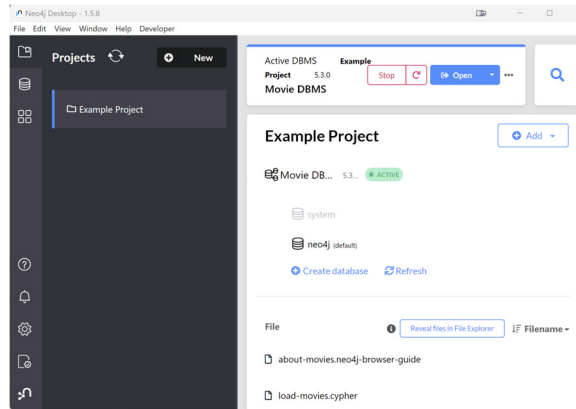 Neo4j Desktop - 1.5.8
File Edit View Window Help Developer
Projects
New
Example Project
Active DBMS Example
Project 5.3.0
Movie DBMS
Stop
Open
Example Project
Add
Movie DB... 5.3... ACTIVE
system
neo4j (default)
Create database Refresh
File
Reveal files in File Explorer
Filename
about-movies.neo4j-browser-guide
load-movies.cypher